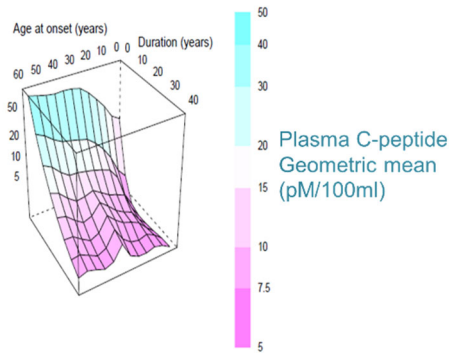 Age at onset (years)
60 50 40 30 20 10 0
Duration (years)
0 10 20 30 40
50
20
10
5
50
40
30
20
15
10
7.5
5
Plasma C-peptide
Geometric mean
(pM/100ml)